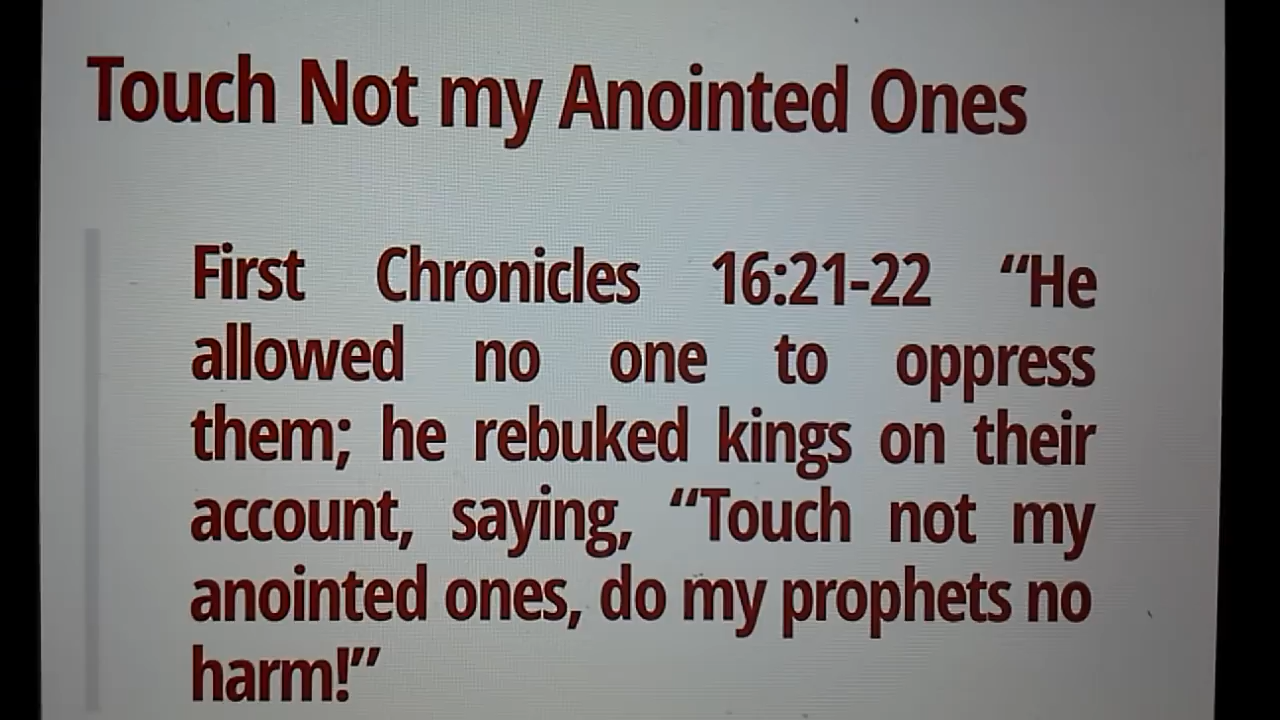 Touch Not my Anointed Ones
First Chronicles 16:21-22 “He
allowed no one to oppress
them; he rebuked kings on their
account, saying, “Touch not my
anointed ones, do my prophets no
harm!”